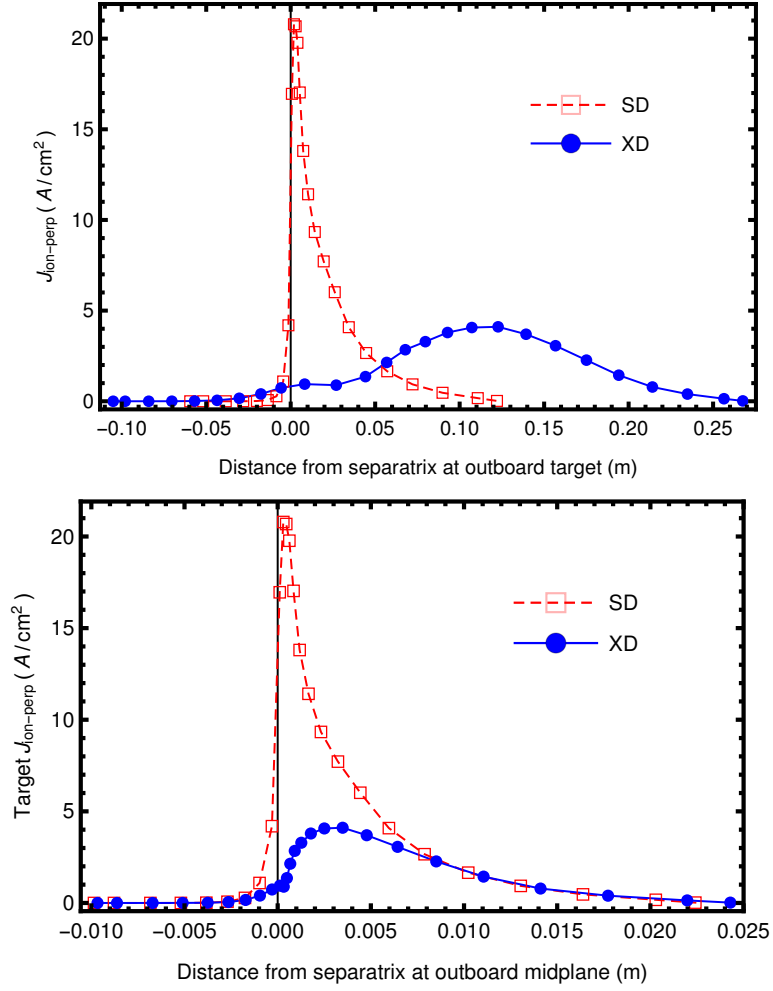 20
15
10
5
0
J_ion-perp ( A / cm²)
SD
XD
−0.10 −0.05 0.00 0.05 0.10 0.15 0.20 0.25
Distance from separatrix at outboard target (m)
20
15
10
5
0
Target J_ion-perp ( A / cm²)
SD
XD
−0.010 −0.005 0.000 0.005 0.010 0.015 0.020 0.025
Distance from separatrix at outboard midplane (m)